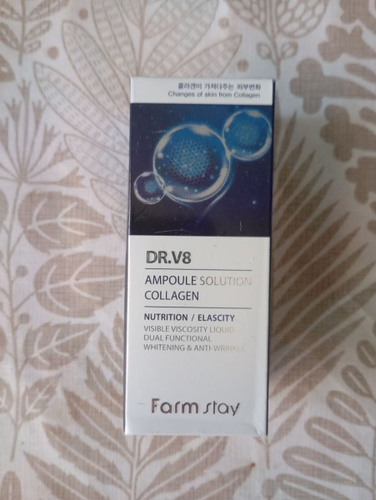 콜라겐이 가져다주는 피부변화
Changes of skin from Collagen
DR.V8
AMPOULE SOLUTION
COLLAGEN
NUTRITION / ELASCITY
VISIBLE VISCOSITY LIQUID
DUAL FUNCTIONAL
WHITENING & ANTI-WRINKLE
Farm stay